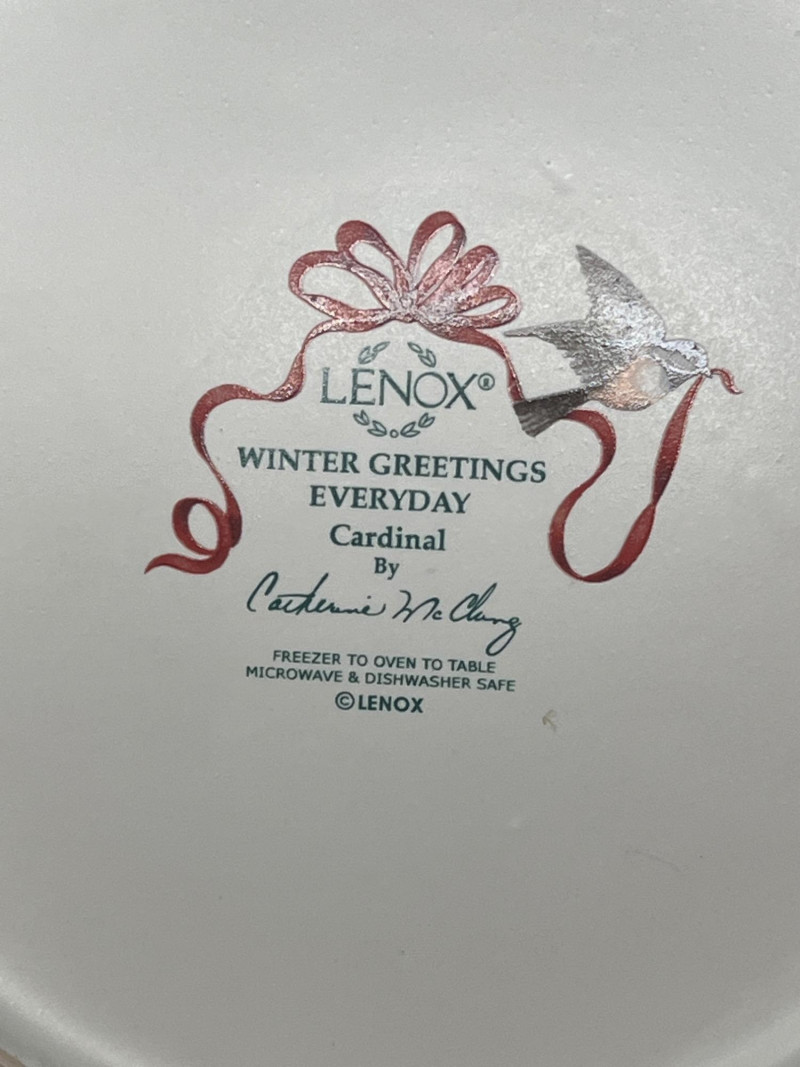 LENOX®
WINTER GREETINGS
EVERYDAY
Cardinal
By
Catherine McClung
FREEZER TO OVEN TO TABLE
MICROWAVE & DISHWASHER SAFE
©LENOX